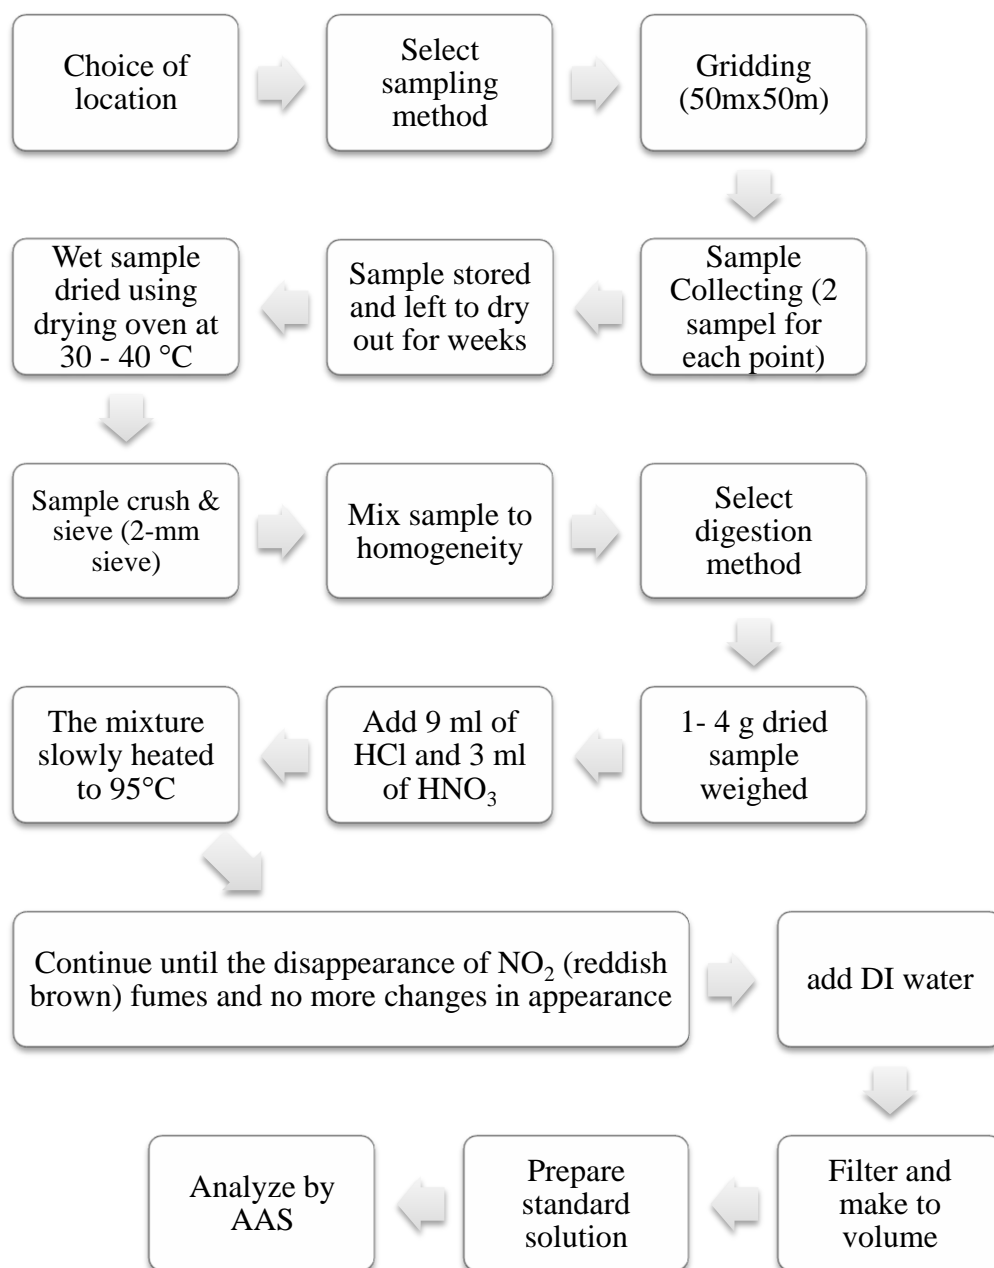 Choice of
location
Select
sampling
method
Gridding
(50mx50m)
Sample
Collecting (2
sampel for
each point)
Sample stored
and left to dry
out for weeks
Wet sample
dried using
drying oven at
30 - 40 °C
Sample crush &
sieve (2-mm
sieve)
Mix sample to
homogeneity
Select
digestion
method
1- 4 g dried
sample
weighed
Add 9 ml of
HCl and 3 ml
of HNO₃
The mixture
slowly heated
to 95°C
Continue until the disappearance of NO₂ (reddish
brown) fumes and no more changes in appearance
add DI water
Filter and
make to
volume
Prepare
standard
solution
Analyze by
AAS